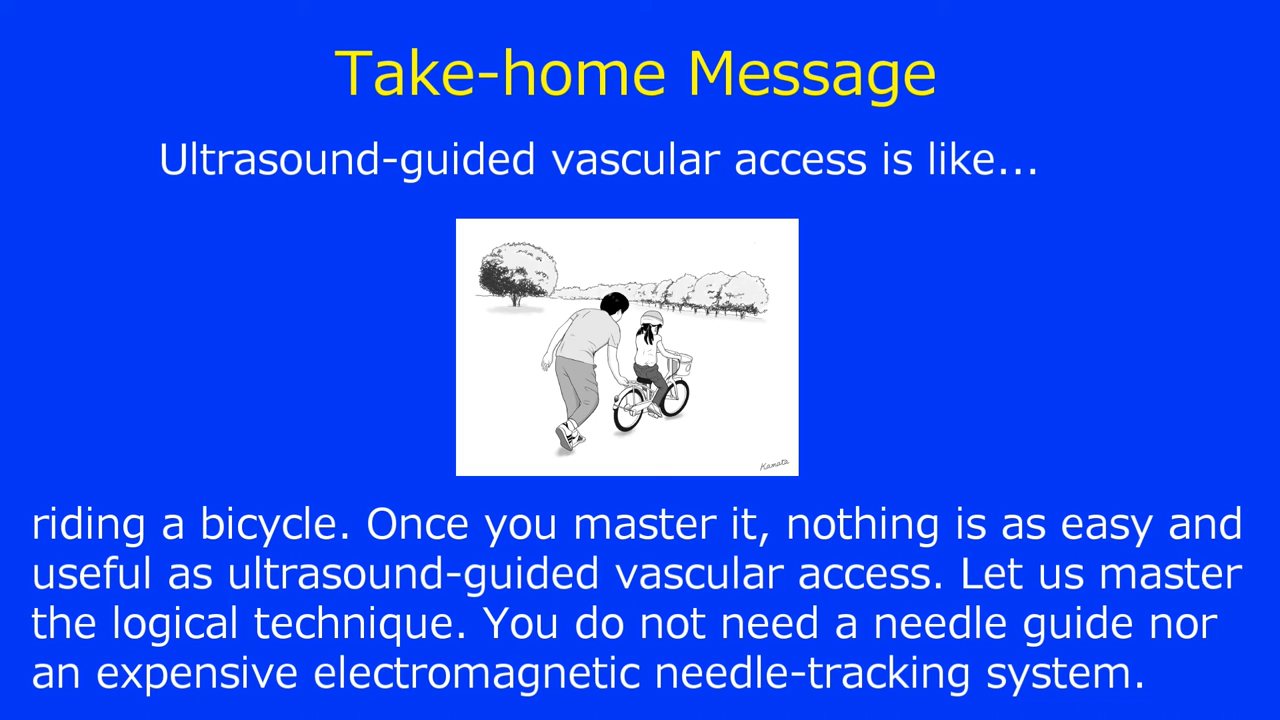 Take-home Message
Ultrasound-guided vascular access is like...
Kamata
riding a bicycle. Once you master it, nothing is as easy and
useful as ultrasound-guided vascular access. Let us master
the logical technique. You do not need a needle guide nor
an expensive electromagnetic needle-tracking system.